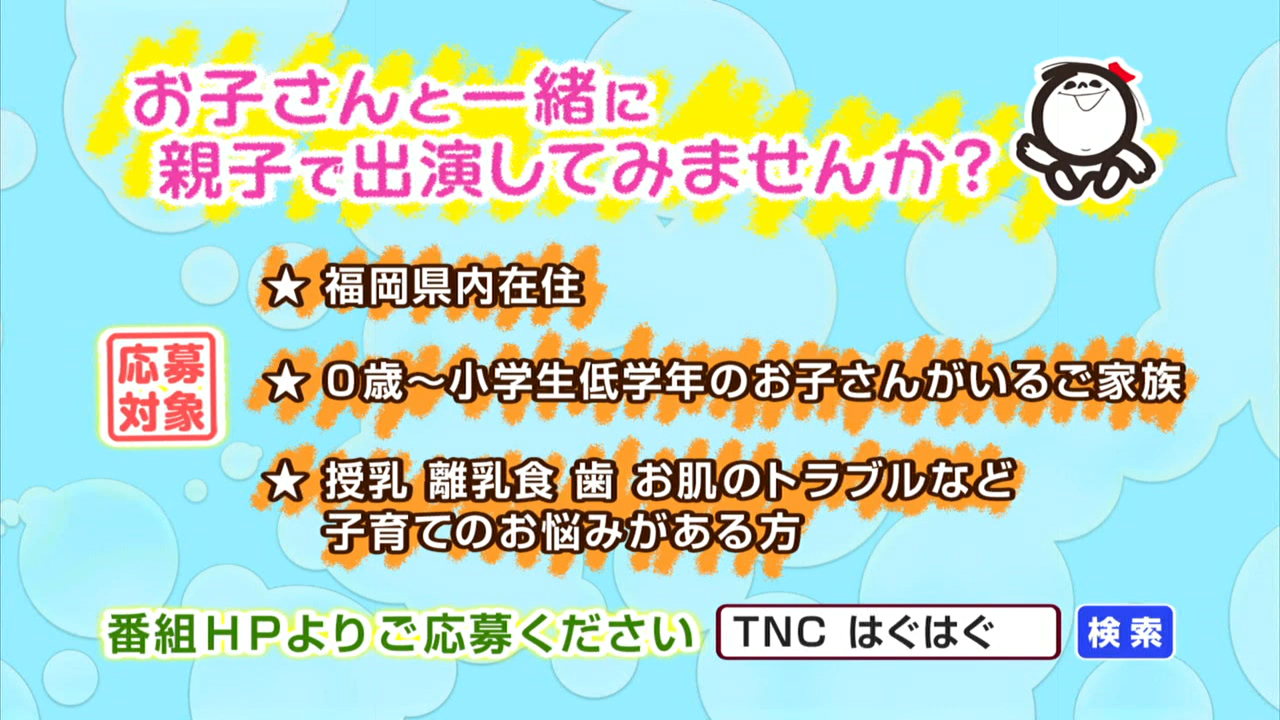 お子さんと一緒に
親子で出演してみませんか?
★ 福岡県内在住
応募
対象
★ 0歳～小学生低学年のお子さんがいるご家族
★ 授乳 離乳食 歯 お肌のトラブルなど
子育てのお悩みがある方
番組HPよりご応募ください TNC はぐはぐ 検索